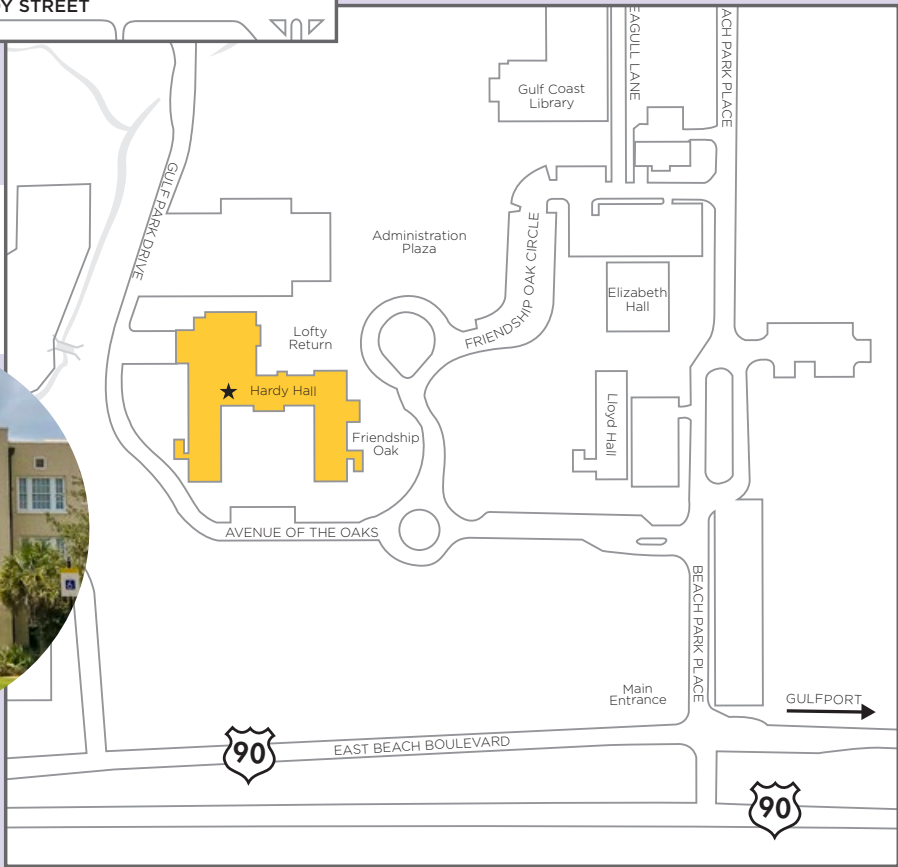 STREET
Gulf Coast
Library
LANE
PARK PLACE
GULF PARK DRIVE
Administration
Plaza
FRIENDSHIP OAK CIRCLE
Elizabeth
Hall
Lofty
Return
Hardy Hall
Friendship
Oak
Lloyd Hall
AVENUE OF THE OAKS
BEACH PARK PLACE
Main
Entrance
GULFPORT
EAST BEACH BOULEVARD
90
90